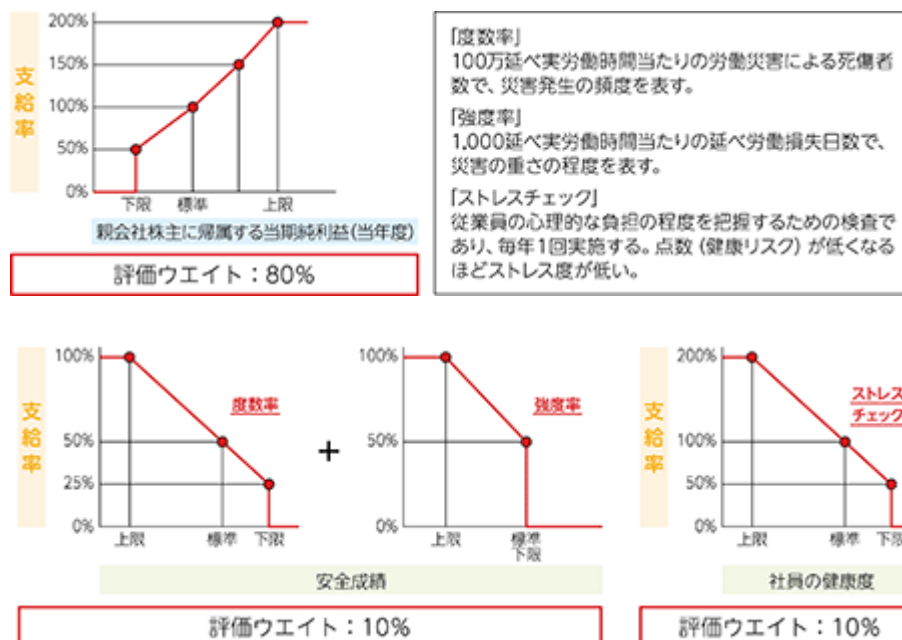 支給率
200%
150%
100%
50%
0%
下限 標準 上限
親会社株主に帰属する当期純利益(当年度)
評価ウエイト：80%
「度数率」
100万延べ実労働時間当たりの労働災害による死傷者
数で、災害発生の頻度を表す。
「強度率」
1,000延べ実労働時間当たりの延べ労働損失日数で、
災害の重さの程度を表す。
「ストレスチェック」
従業員の心理的な負担の程度を把握するための検査で
あり、毎年1回実施する。点数（健康リスク）が低くなる
ほどストレス度が低い。
支給率
100%
50%
25%
0%
度数率
上限 標準 下限
+
100%
50%
0%
強度率
上限 標準
下限
安全成績
評価ウエイト：10%
支給率
200%
100%
50%
0%
ストレス
チェック
上限 標準 下限
社員の健康度
評価ウエイト：10%